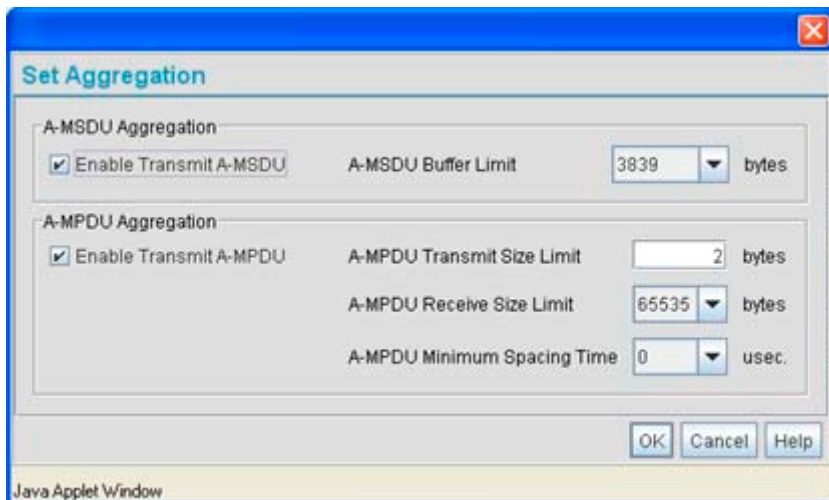 Set Aggregation
A-MSDU Aggregation
Enable Transmit A-MSDU A-MSDU Buffer Limit 3839 bytes
A-MPDU Aggregation
Enable Transmit A-MPDU A-MPDU Transmit Size Limit 2 bytes
A-MPDU Receive Size Limit 65535 bytes
A-MPDU Minimum Spacing Time 0 usec.
OK Cancel Help
Java Applet Window